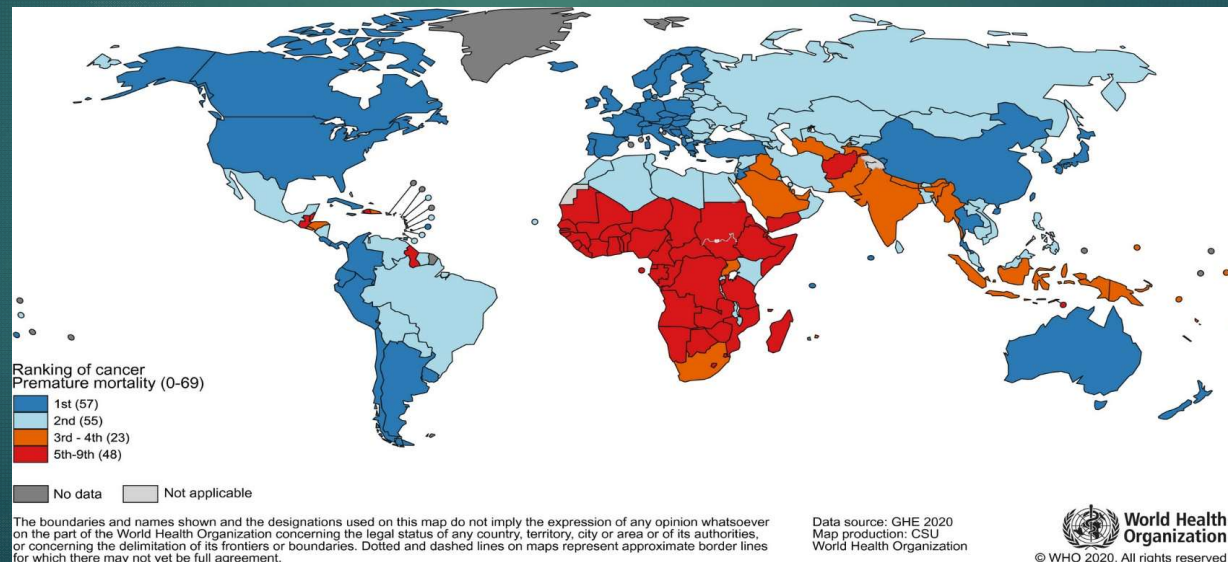 Ranking of cancer
Premature mortality (0-69)
1st (57)
2nd (55)
3rd - 4th (23)
5th-9th (48)
No data
Not applicable
The boundaries and names shown and the designations used on this map do not imply the expression of any opinion whatsoever
on the part of the World Health Organization concerning the legal status of any country, territory, city or area or of its authorities,
or concerning the delimitation of its frontiers or boundaries. Dotted and dashed lines on maps represent approximate border lines
for which there may not yet be full agreement.
Data source: GHE 2020
Map production: CSU
World Health Organization
World Health
Organization
© WHO 2020. All rights reserved